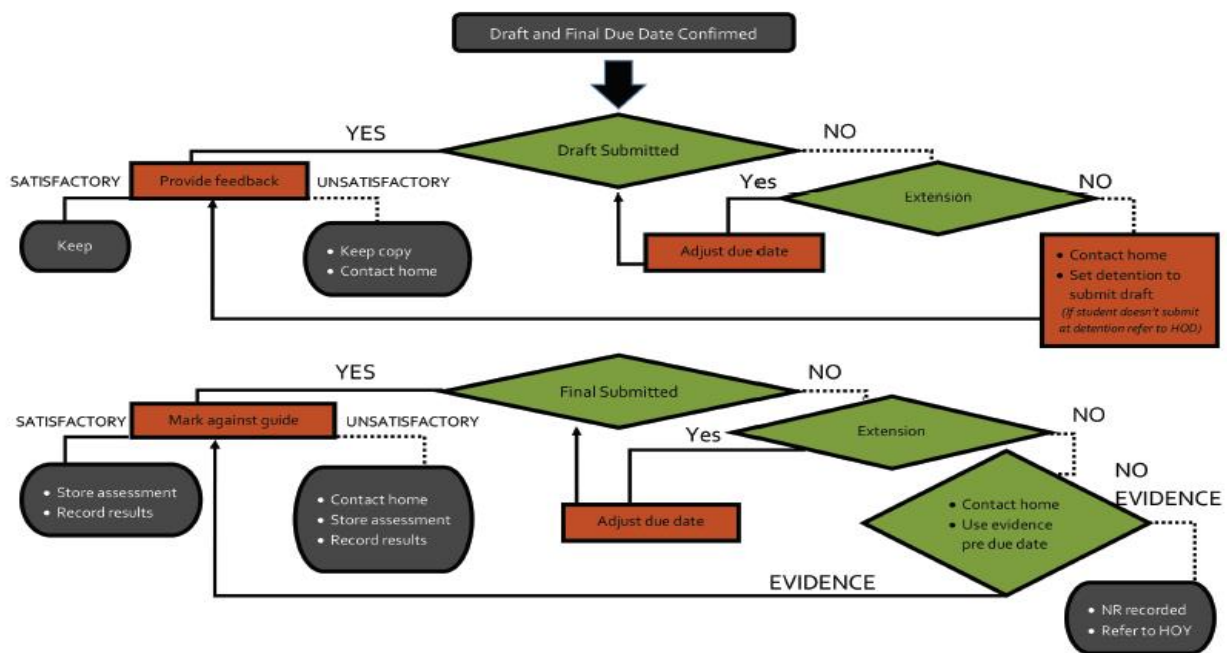 Draft and Final Due Date Confirmed
YES
NO
Draft Submitted
SATISFACTORY
Provide feedback
UNSATISFACTORY
Yes
Extension
NO
Keep
• Keep copy
• Contact home
Adjust due date
• Contact home
• Set detention to
submit draft
(If student doesn't submit
at detention refer to HOD)
YES
Final Submitted
NO
SATISFACTORY
Mark against guide
UNSATISFACTORY
Yes
Extension
NO
• Store assessment
• Record results
• Contact home
• Store assessment
• Record results
Adjust due date
• Contact home
• Use evidence
pre due date
NO
EVIDENCE
EVIDENCE
• NR recorded
• Refer to HOY